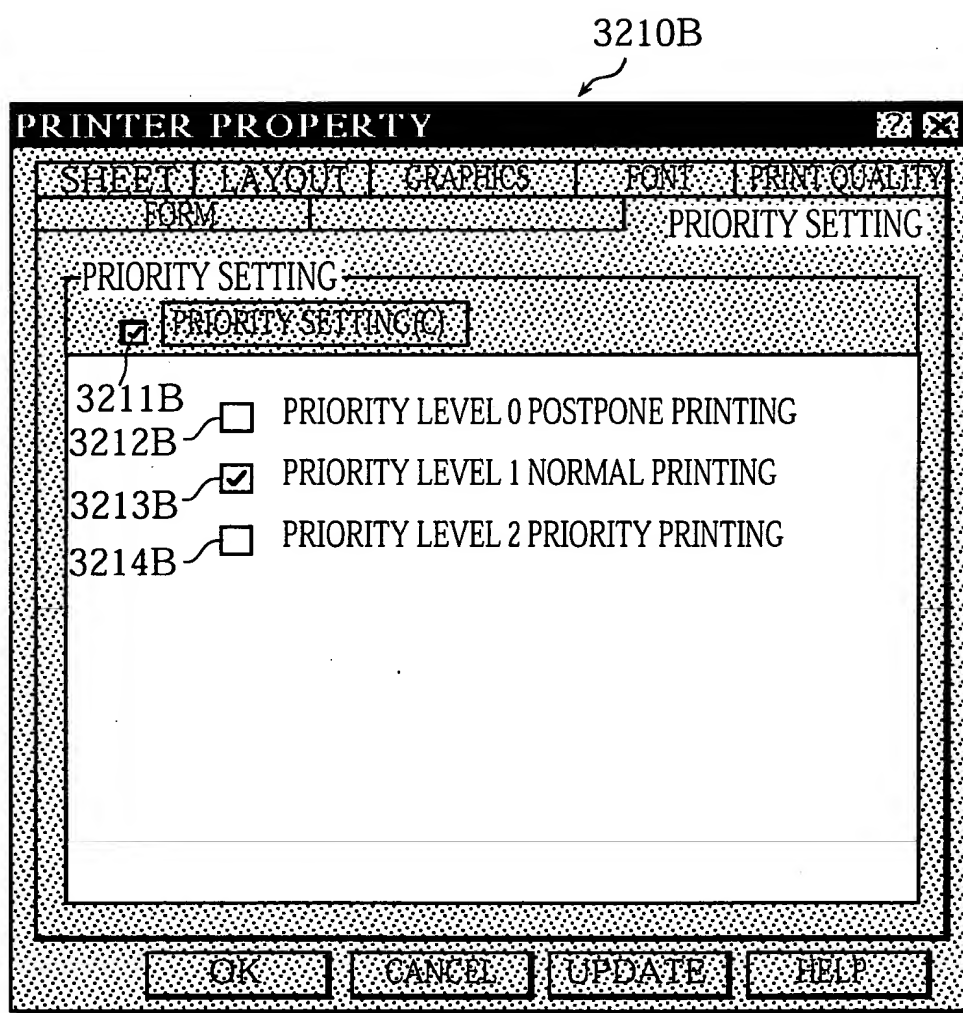 3210B
PRINTER PROPERTY
SHEET LAYOUT GRAPHICS FONT PRINT QUALITY
FORM PRIORITY SETTING
PRIORITY SETTING
PRIORITY SETTING(C)
3211B
3212B PRIORITY LEVEL 0 POSTPONE PRINTING
3213B PRIORITY LEVEL 1 NORMAL PRINTING
3214B PRIORITY LEVEL 2 PRIORITY PRINTING
OK CANCEL UPDATE HELP